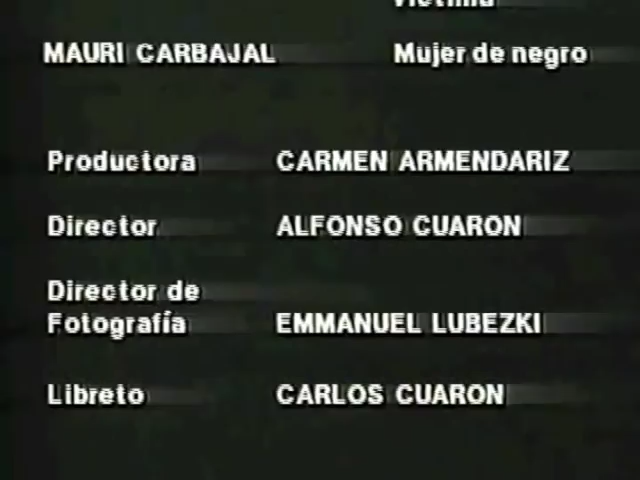 MAURI CARBAJAL Mujer de negro
Productora CARMEN ARMENDARIZ
Director ALFONSO CUARON
Director de
Fotografía EMMANUEL LUBEZKI
Libreto CARLOS CUARON